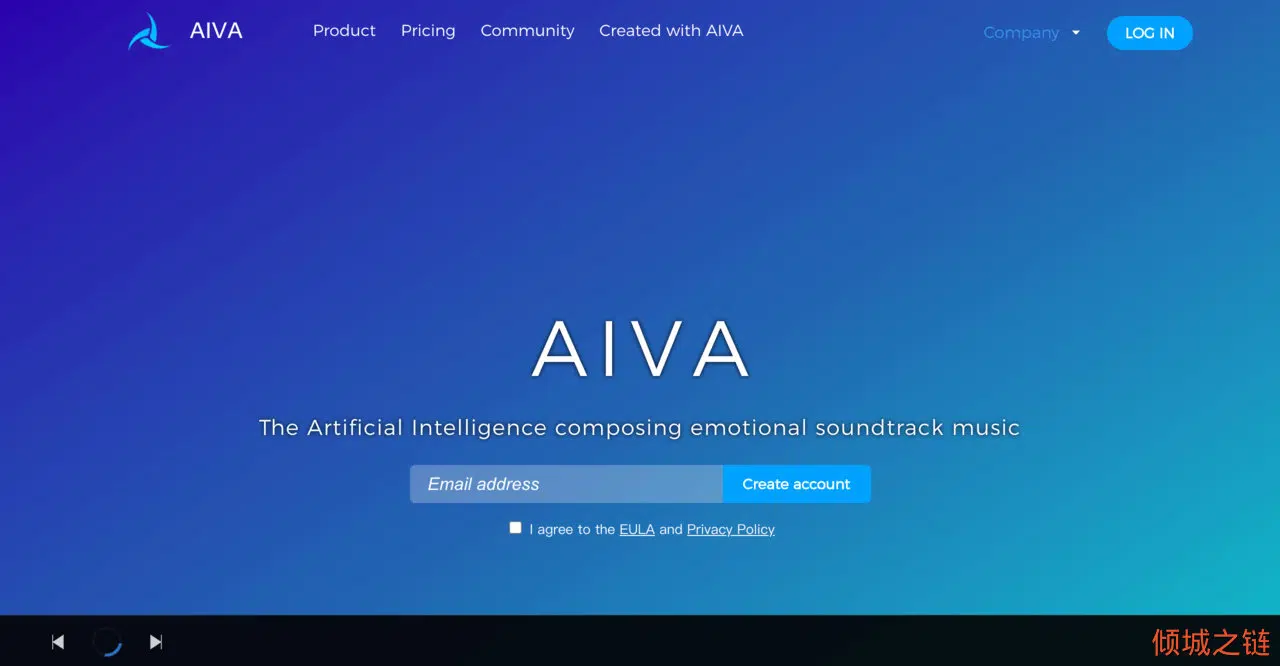 AIVA Product Pricing Community Created with AIVA Company LOG IN
AIVA
The Artificial Intelligence composing emotional soundtrack music
Email address Create account
I agree to the EULA and Privacy Policy
倾城之链